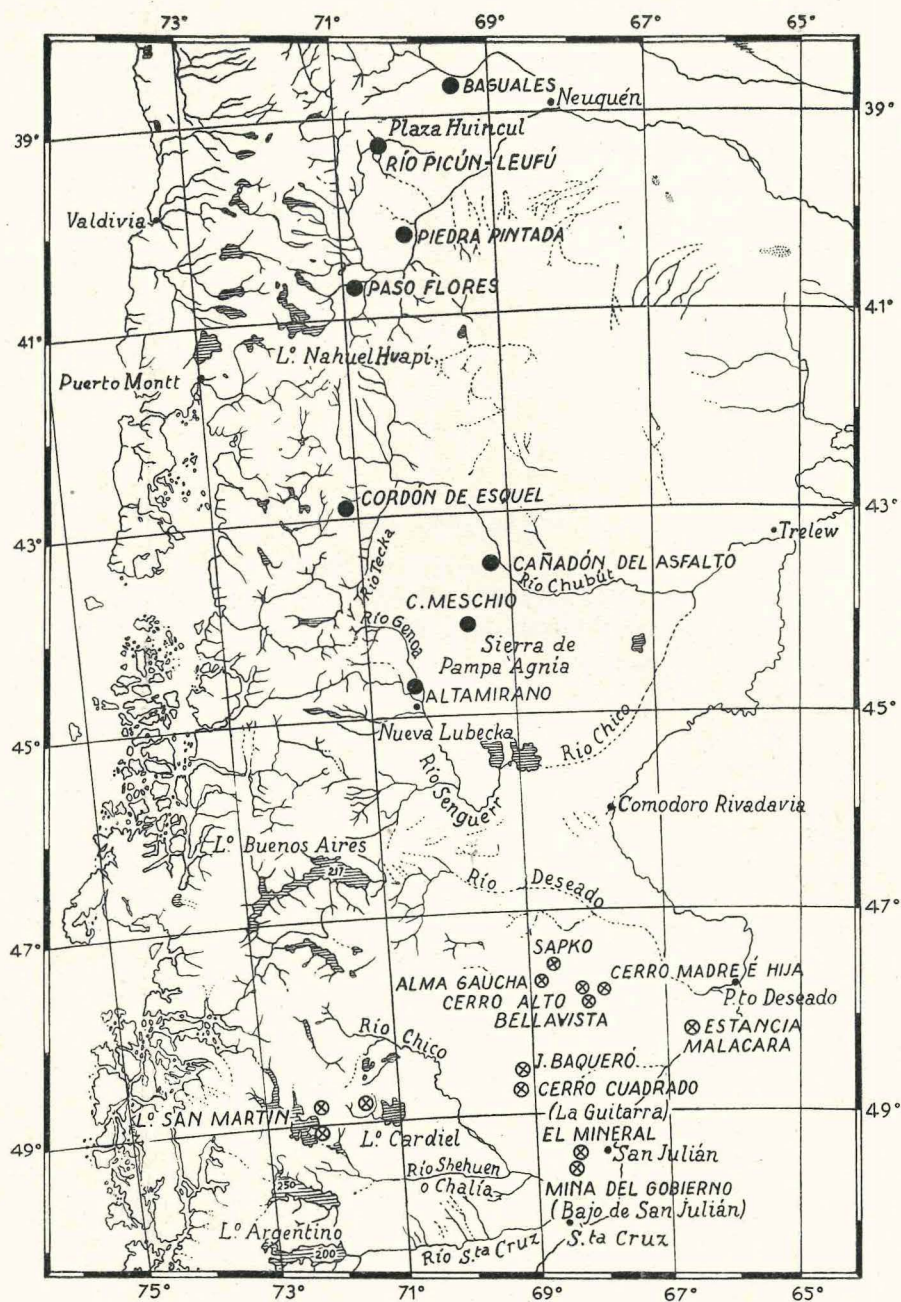 73° 71° 69° 67° 65°
BAGUALES
Neuquén
39°
39°
Plaza Huincul
RÍO PICÚN-LEUFÚ
Valdivia
PIEDRA PINTADA
PASO FLORES
41°
41°
Lº. Nahuel Huapí
Puerto Montt
CORDÓN DE ESQUEL
43°
43°
Trelew
CAÑADÓN DEL ASFALTO
Río Tecka
Río Chubút
C. MESCHIO
Río Genoa
Sierra de
Pampa Agnía
ALTAMIRANO
45°
45°
Nueva Lubecka
Río Chico
Río Senguerr
Comodoro Rivadavia
Lº. Buenos Aires
217
Río Deseado
47°
47°
SAPKO
ALMA GAUCHA
CERRO MADRE É HIJA
CERRO ALTO
P.to Deseado
BELLAVISTA
ESTANCIA
MALACARA
Río Chico
J. BAQUERÓ
CERRO CUADRADO
(La Guitarra)
49°
Lº. SAN MARTIN
Lº. Cardiel
EL MINERAL
49°
San Julián
Río Shehuen
o Chalía
MINA DEL GOBIERNO
(Bajo de San Julián)
250
Lº. Argentino
200
Río S.ta Cruz
S.ta Cruz
75° 73° 71° 69° 67° 65°